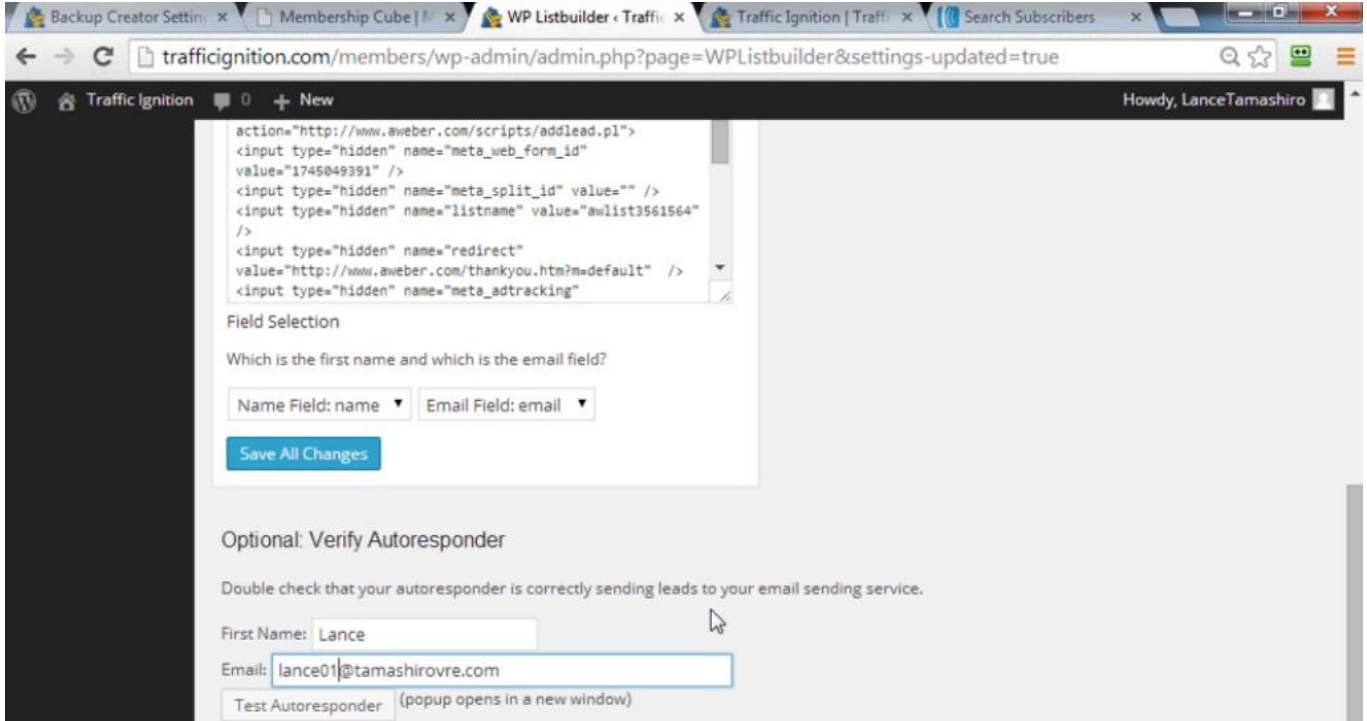 Backup Creator Settin
Membership Cube | M
WP Listbuilder ‹ Traffic
Traffic Ignition | Traffi
Search Subscribers
trafficignition.com/members/wp-admin/admin.php?page=WPListbuilder&settings-updated=true
Traffic Ignition 0 + New Howdy, LanceTamashiro
action="http://www.aweber.com/scripts/addlead.pl">
<input type="hidden" name="meta_web_form_id"
value="1745049391" />
<input type="hidden" name="meta_split_id" value="" />
<input type="hidden" name="listname" value="awlist3561564"
/>
<input type="hidden" name="redirect"
value="http://www.aweber.com/thankyou.htm?m=default" />
<input type="hidden" name="meta_adtracking"
Field Selection
Which is the first name and which is the email field?
Name Field: name Email Field: email
Save All Changes
Optional: Verify Autoresponder
Double check that your autoresponder is correctly sending leads to your email sending service.
First Name: Lance
Email: lance01@tamashirovre.com
Test Autoresponder (popup opens in a new window)